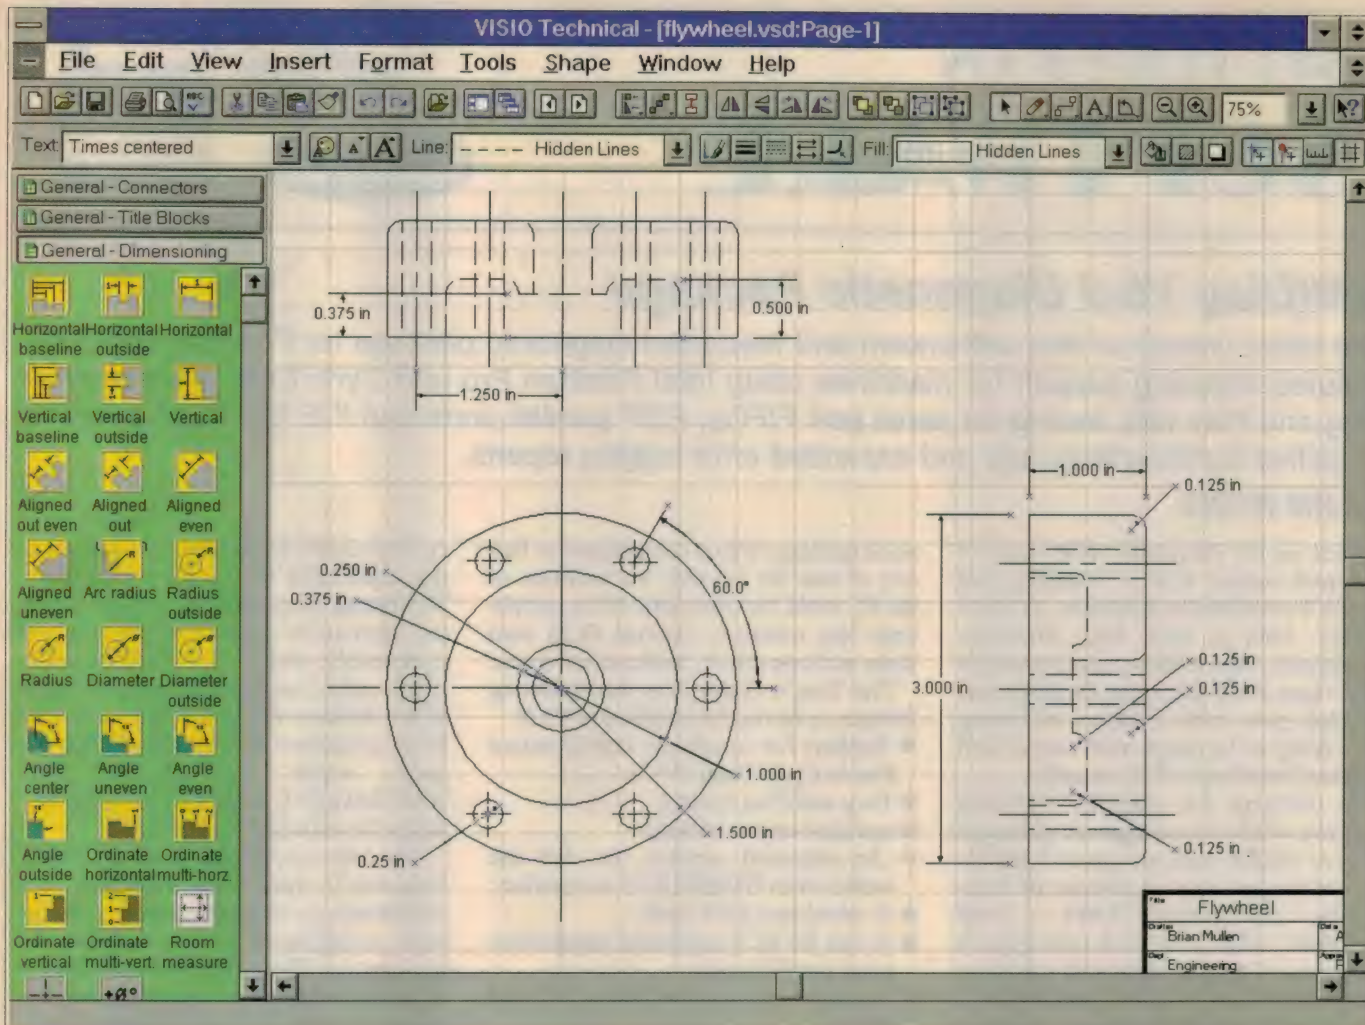 VISIO Technical - [flywheel.vsd:Page-1]
File Edit View Insert Format Tools Shape Window Help
75%
Text: Times centered Line: Hidden Lines Fill: Hidden Lines
General - Connectors
General - Title Blocks
General - Dimensioning
Horizontal baseline
Horizontal outside
Horizontal
Vertical baseline
Vertical outside
Vertical
Aligned out even
Aligned out
Aligned even
Aligned uneven
Arc radius
Radius outside
Radius
Diameter
Diameter outside
Angle center
Angle uneven
Angle even
Angle outside
Ordinate horizontal
Ordinate multi-horz.
Ordinate vertical
Ordinate multi-vert.
Room measure
0.375 in
0.500 in
1.250 in
0.250 in
0.375 in
60.0°
1.000 in
1.500 in
0.25 in
1.000 in
0.125 in
3.000 in
0.125 in
0.125 in
0.125 in
Title
Flywheel
Drafter
Brian Mullen
Dept
Engineering